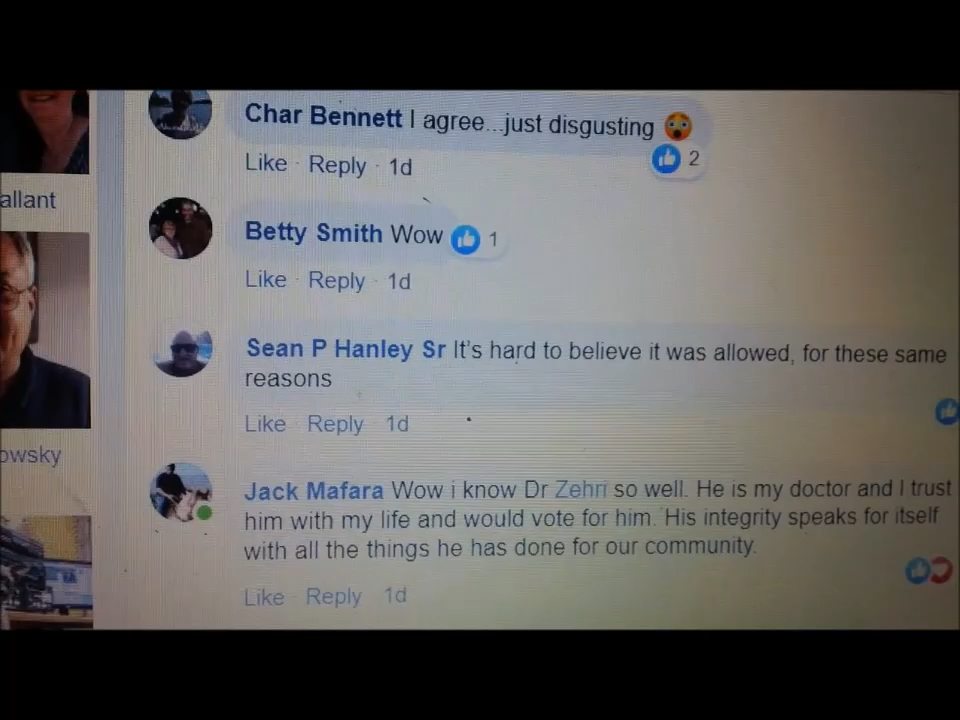 Char Bennett I agree...just disgusting 😲
2
Like · Reply · 1d
allant
Betty Smith Wow
1
Like · Reply · 1d
Sean P Hanley Sr It's hard to believe it was allowed, for these same
reasons
Like · Reply 1d
owsky
Jack Mafara Wow i know Dr Zehri so well. He is my doctor and I trust
him with my life and would vote for him. His integrity speaks for itself
with all the things he has done for our community.
Like Reply 1d